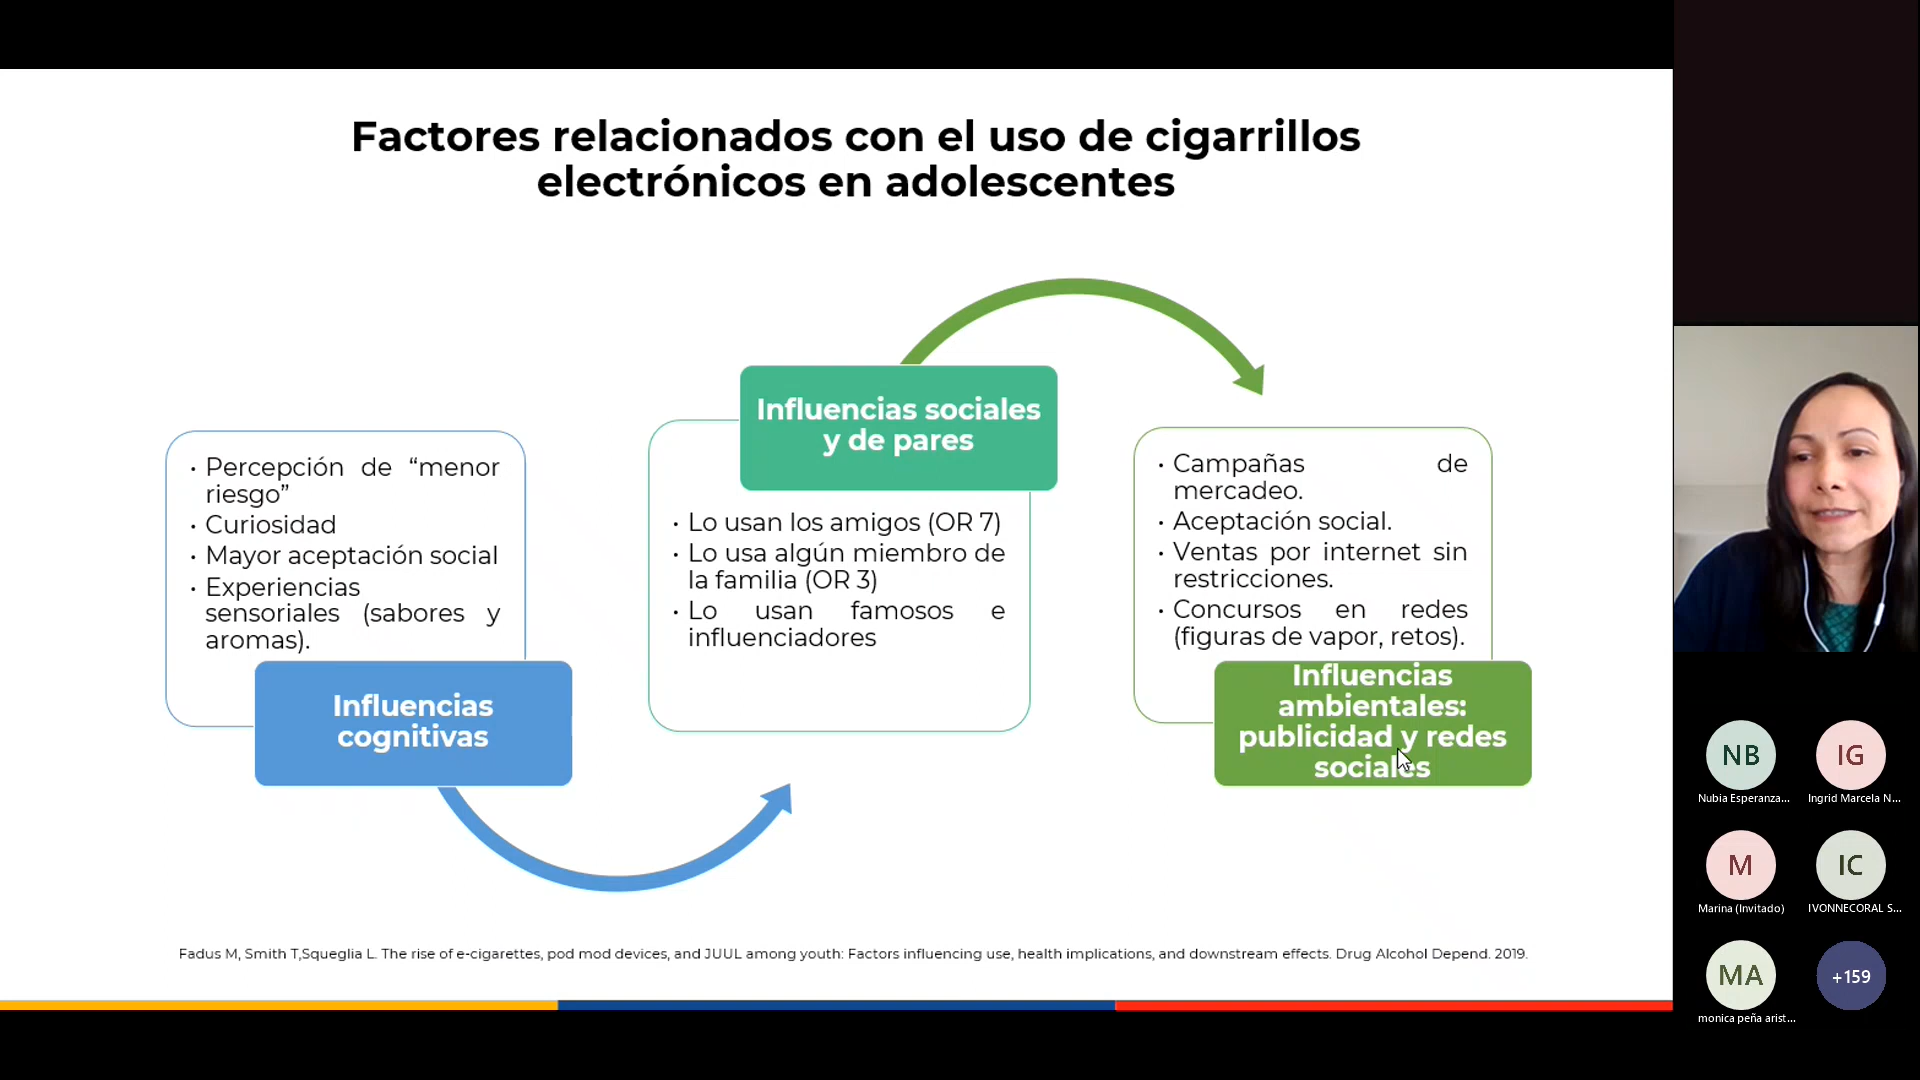 Factores relacionados con el uso de cigarrillos
electrónicos en adolescentes
• Percepción de “menor
riesgo”
• Curiosidad
• Mayor aceptación social
• Experiencias
sensoriales (sabores y
aromas).
Influencias
cognitivas
Influencias sociales
y de pares
• Lo usan los amigos (OR 7)
• Lo usa algún miembro de
la familia (OR 3)
• Lo usan famosos e
influenciadores
• Campañas de
mercadeo.
• Aceptación social.
• Ventas por internet sin
restricciones.
• Concursos en redes
(figuras de vapor, retos).
Influencias
ambientales:
publicidad y redes
sociales
Fadus M, Smith T,Squeglia L. The rise of e-cigarettes, pod mod devices, and JUUL among youth: Factors influencing use, health implications, and downstream effects. Drug Alcohol Depend. 2019.
NB
Nubia Esperanza...
IG
Ingrid Marcela N...
M
Marina (Invitado)
IC
IVONNECORAL S...
MA
monica peña arist...
+159